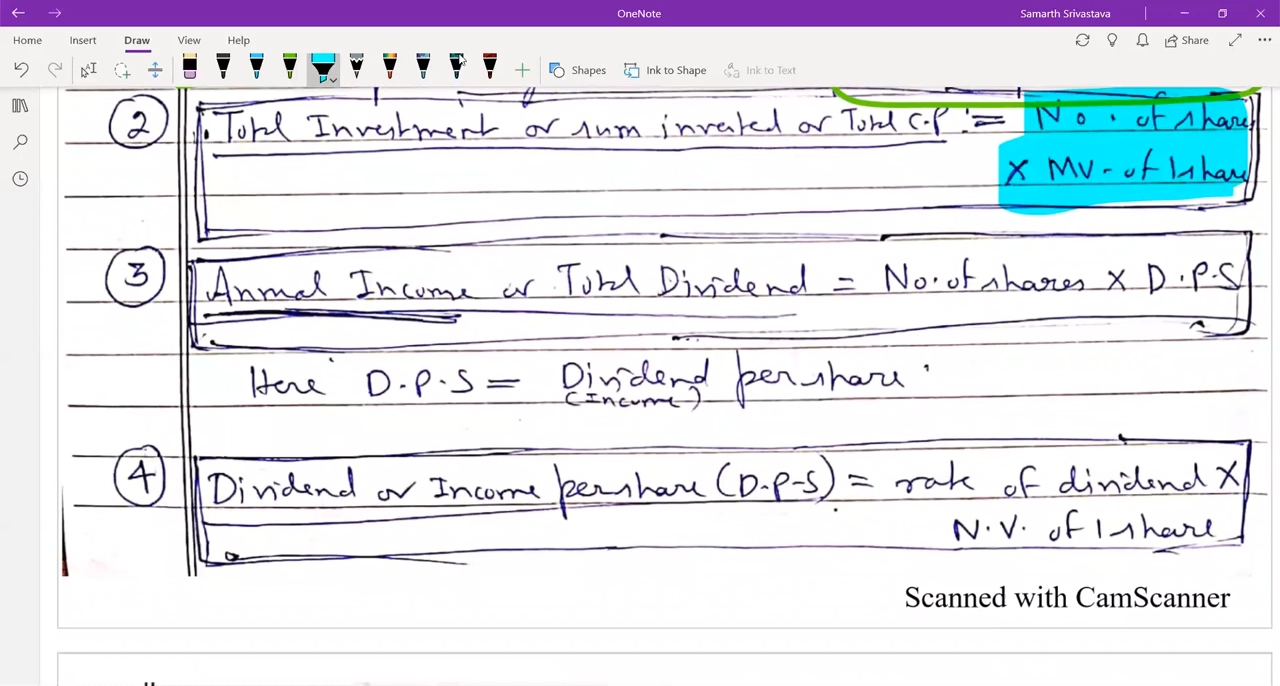 OneNote
Samarth Srivastava
Home Insert Draw View Help
Share
Shapes Ink to Shape Ink to Text
2 Total Investment or sum invested or Total C.P = No. of share
x MV. of 1 share
3 Annual Income or Total Dividend = No. of shares x D.P.S
Here D.P.S = Dividend per share
(Income)
4 Dividend or Income per share (D.P.S) = rate of dividend x
N.V. of 1 share
Scanned with CamScanner